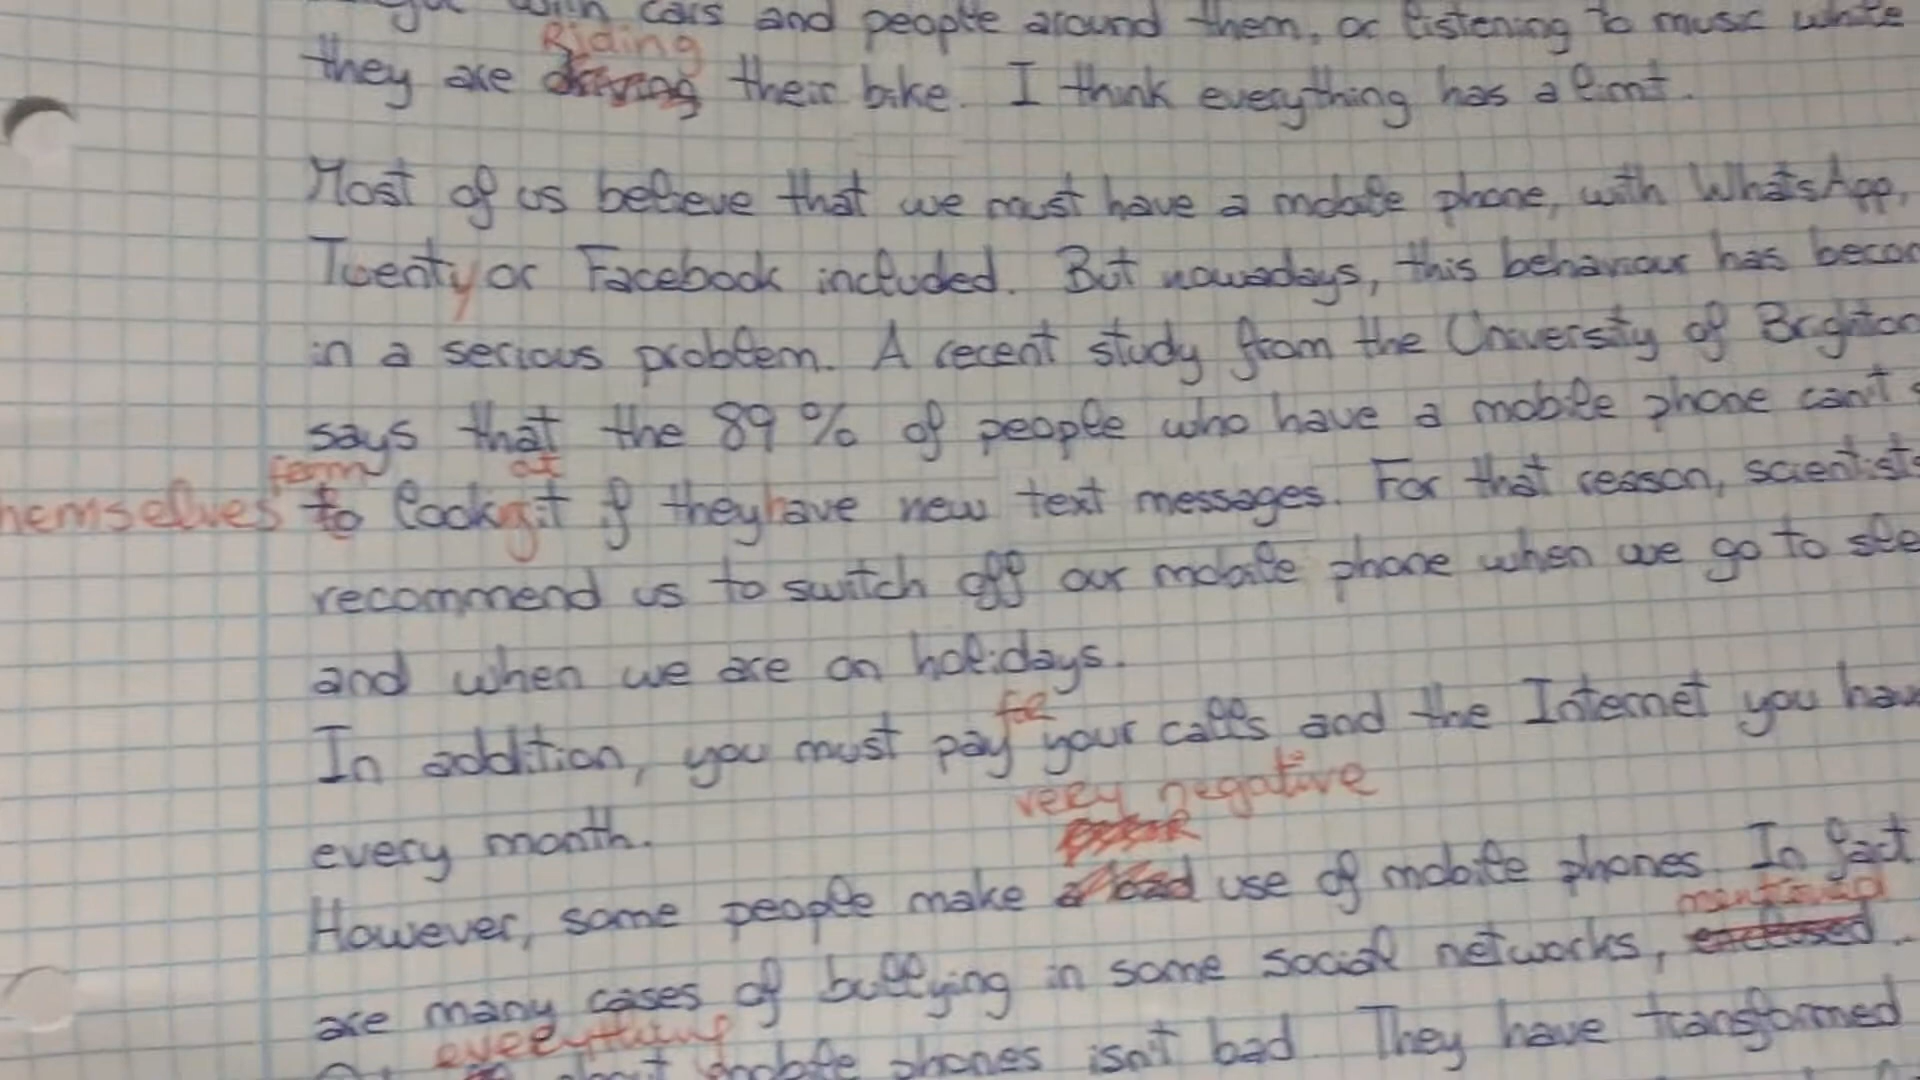 with cars and people around them, or listening to music while
Riding
they are driving their bike. I think everything has a limit.
Most of us believe that we must have a mobile phone, with WhatsApp,
Twenty or Facebook included. But nowadays, this behaviour has becom
in a serious problem. A recent study from the University of Brighton
says that the 89% of people who have a mobile phone can't
from at
hemselves to look it if they have new text messages. For that reason, scientists
recommend us to switch off our mobile phone when we go to slee
and when we are on holidays.
for
In addition, you must pay your calls and the Internet you have
every month.
very negative
However, some people make a bad use of mobile phones. In fact
mentioned
are many cases of bullying in some social networks, enclosed
everything
about mobile phones isn't bad. They have transformed